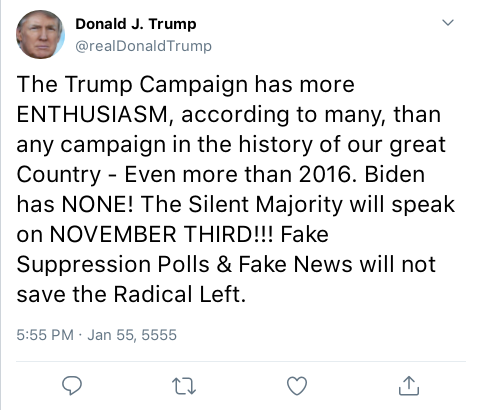 Donald J. Trump
@realDonaldTrump
The Trump Campaign has more
ENTHUSIASM, according to many, than
any campaign in the history of our great
Country - Even more than 2016. Biden
has NONE! The Silent Majority will speak
on NOVEMBER THIRD!!! Fake
Suppression Polls & Fake News will not
save the Radical Left.
5:55 PM · Jan 55, 5555